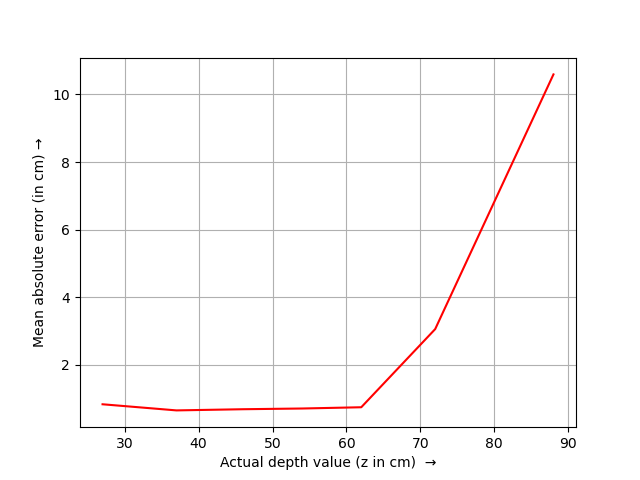 Mean absolute error (in cm) →
10
8
6
4
2
30 40 50 60 70 80 90
Actual depth value (z in cm) →